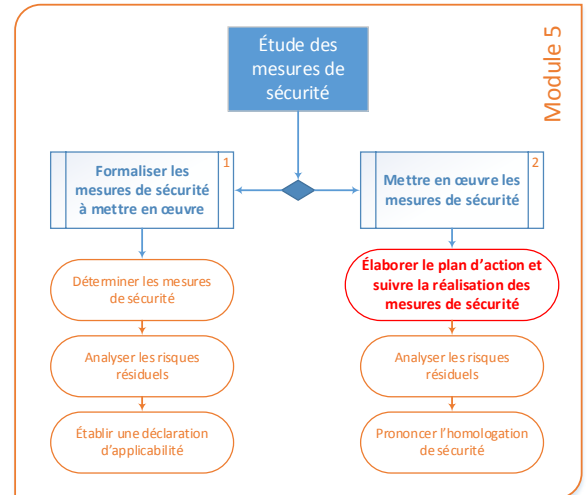 Module 5
Étude des
mesures de
sécurité
1
Formaliser les
mesures de sécurité
à mettre en œuvre
2
Mettre en œuvre les
mesures de sécurité
Déterminer les mesures
de sécurité
Analyser les risques
résiduels
Établir une déclaration
d’applicabilité
Élaborer le plan d’action et
suivre la réalisation des
mesures de sécurité
Analyser les risques
résiduels
Prononcer l’homologation
de sécurité